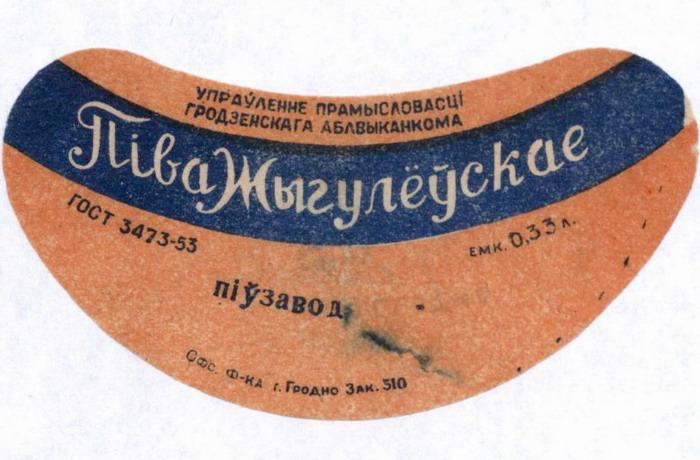 УПРАЎЛЕННЕ ПРАМЫСЛОВАСЦІ
ГРОДЗЕНСКАГА АБЛВЫКАНКОМА
Піва Жыгулёўскае
ГОСТ 3473-53
ЕМК. 0,33 Л.
піўзавод
Офс. Ф-КА г. Гродно Зак. 510